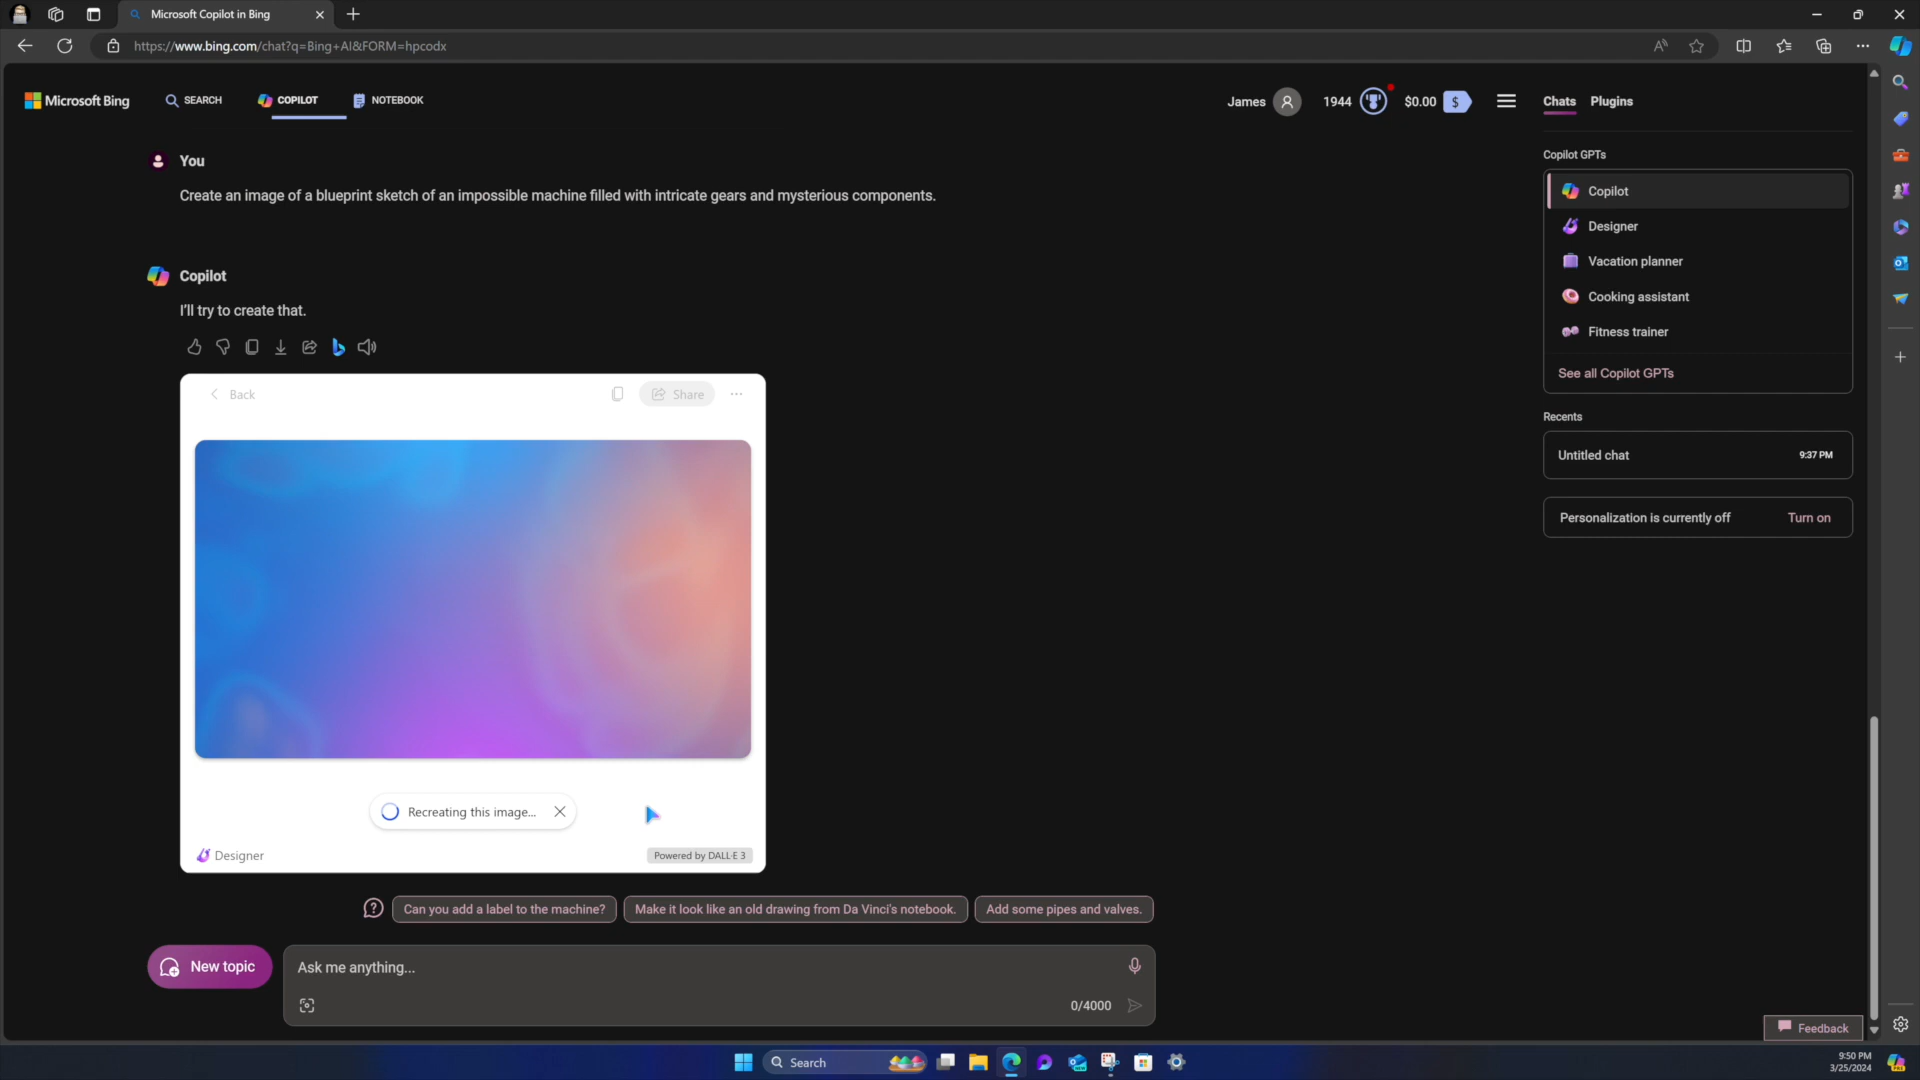 Microsoft Copilot in Bing
https://www.bing.com/chat?q=Bing+AI&FORM=hpcodx
Microsoft Bing
SEARCH
COPILOT
NOTEBOOK
James
1944
$0.00
$
Chats
Plugins
You
Create an image of a blueprint sketch of an impossible machine filled with intricate gears and mysterious components.
Copilot
I'll try to create that.
Back
Share
Recreating this image...
Designer
Powered by DALL·E 3
Can you add a label to the machine?
Make it look like an old drawing from Da Vinci's notebook.
Add some pipes and valves.
New topic
Ask me anything...
0/4000
Copilot GPTs
Copilot
Designer
Vacation planner
Cooking assistant
Fitness trainer
See all Copilot GPTs
Recents
Untitled chat
9:37 PM
Personalization is currently off
Turn on
Feedback
Search
9:50 PM
3/25/2024